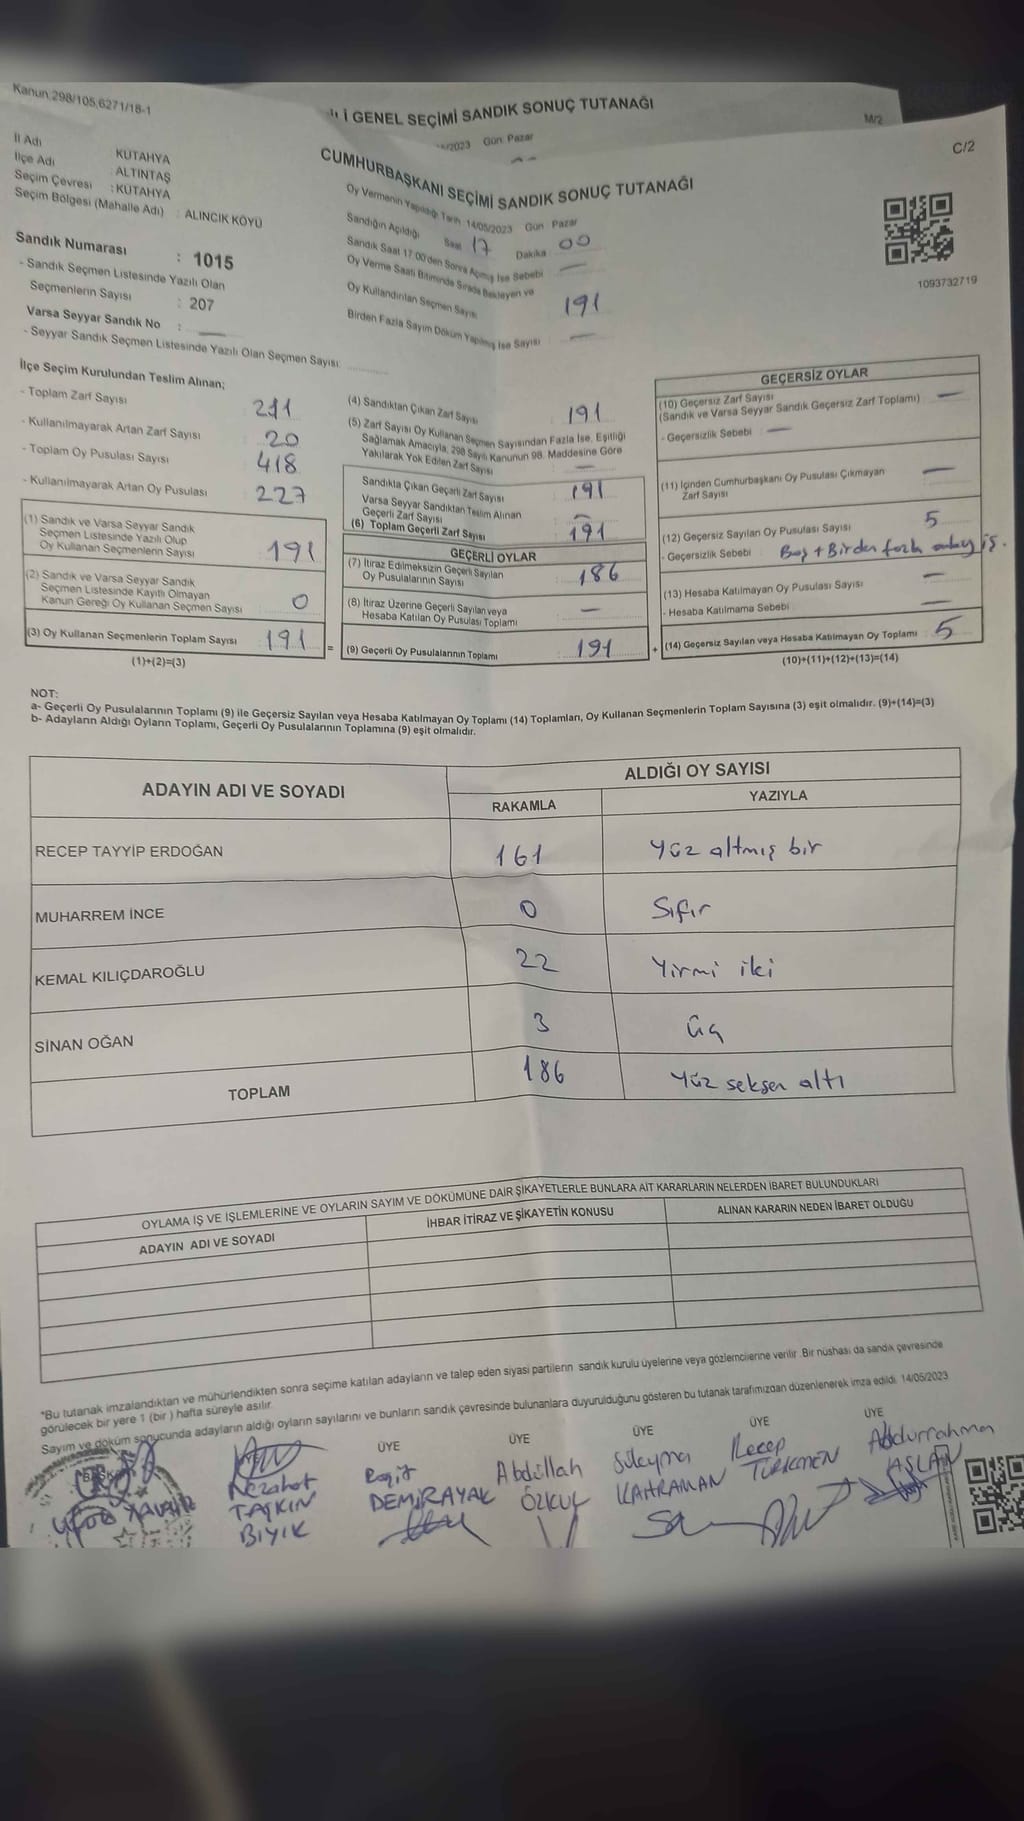 Kanun:298/105,6271/18-1
İ GENEL SEÇİMİ SANDIK SONUÇ TUTANAĞI
M/2
/2023 Gün: Pazar
C/2
CUMHURBAŞKANI SEÇİMİ SANDIK SONUÇ TUTANAĞI
İl Adı KÜTAHYA
İlçe Adı : ALTINTAŞ
Seçim Çevresi : KÜTAHYA
Seçim Bölgesi (Mahalle Adı) : ALINCIK KÖYÜ
Sandık Numarası : 1015
- Sandık Seçmen Listesinde Yazılı Olan
Seçmenlerin Sayısı : 207
Varsa Seyyar Sandık No : —
- Seyyar Sandık Seçmen Listesinde Yazılı Olan Seçmen Sayısı:
Oy Vermenin Yapıldığı Tarih: 14/05/2023 Gün: Pazar
Sandığın Açıldığı Saat 17 Dakika 00
Sandık Saat 17.00'den Sonra Açılmış İse Sebebi —
Oy Verme Saati Bitiminde Sırada Bekleyen ve
Oy Kullandırılan Seçmen Sayısı 191
Birden Fazla Sayım Döküm Yapılmış İse Sayısı —
1093732719
İlçe Seçim Kurulundan Teslim Alınan;
- Toplam Zarf Sayısı 211
- Kullanılmayarak Artan Zarf Sayısı 20
- Toplam Oy Pusulası Sayısı 418
- Kullanılmayarak Artan Oy Pusulası 227
(1) Sandık ve Varsa Seyyar Sandık
Seçmen Listesinde Yazılı Olup
Oy Kullanan Seçmenlerin Sayısı 191
(2) Sandık ve Varsa Seyyar Sandık
Seçmen Listesinde Kayıtlı Olmayan
Kanun Gereği Oy Kullanan Seçmen Sayısı 0
(3) Oy Kullanan Seçmenlerin Toplam Sayısı 191 =
(1)+(2)=(3)
(4) Sandıktan Çıkan Zarf Sayısı 191
(5) Zarf Sayısı Oy Kullanan Seçmen Sayısından Fazla İse, Eşitliği
Sağlamak Amacıyla, 298 Sayılı Kanunun 98. Maddesine Göre
Yakılarak Yok Edilen Zarf Sayısı —
Sandıkta Çıkan Geçerli Zarf Sayısı 191
Varsa Seyyar Sandıktan Teslim Alınan
Geçerli Zarf Sayısı —
(6) Toplam Geçerli Zarf Sayısı 191
GEÇERLİ OYLAR
(7) İtiraz Edilmeksizin Geçerli Sayılan
Oy Pusulalarının Sayısı 186
(8) İtiraz Üzerine Geçerli Sayılan veya
Hesaba Katılan Oy Pusulası Toplamı —
(9) Geçerli Oy Pusulalarının Toplamı 191 +
GEÇERSİZ OYLAR
(10) Geçersiz Zarf Sayısı —
(Sandık ve Varsa Seyyar Sandık Geçersiz Zarf Toplamı)
- Geçersizlik Sebebi —
(11) İçinden Cumhurbaşkanı Oy Pusulası Çıkmayan —
Zarf Sayısı
(12) Geçersiz Sayılan Oy Pusulası Sayısı 5
- Geçersizlik Sebebi Boş + Birden fazla
(13) Hesaba Katılmayan Oy Pusulası Sayısı —
- Hesaba Katılmama Sebebi —
(14) Geçersiz Sayılan veya Hesaba Katılmayan Oy Toplamı 5
(10)+(11)+(12)+(13)=(14)
NOT:
a- Geçerli Oy Pusulalarının Toplamı (9) ile Geçersiz Sayılan veya Hesaba Katılmayan Oy Toplamı (14) Toplamları, Oy Kullanan Seçmenlerin Toplam Sayısına (3) eşit olmalıdır. (9)+(14)=(3)
b- Adayların Aldığı Oyların Toplamı, Geçerli Oy Pusulalarının Toplamına (9) eşit olmalıdır.
ADAYIN ADI VE SOYADI
ALDIĞI OY SAYISI
RAKAMLA YAZIYLA
RECEP TAYYİP ERDOĞAN 161 Yüz altmış bir
MUHARREM İNCE 0 Sıfır
KEMAL KILIÇDAROĞLU 22 Yirmi iki
SİNAN OĞAN 3 üç
TOPLAM 186 Yüz seksen altı
OYLAMA İŞ VE İŞLEMLERİNE VE OYLARIN SAYIM VE DÖKÜMÜNE DAİR ŞİKAYETLERLE BUNLARA AİT KARARLARIN NELERDEN İBARET BULUNDUKLARI
ADAYIN ADI VE SOYADI İHBAR İTİRAZ VE ŞİKAYETİN KONUSU ALINAN KARARIN NEDEN İBARET OLDUĞU
*Bu tutanak imzalandıktan ve mühürlendikten sonra seçime katılan adayların ve talep eden siyasi partilerin sandık kurulu üyelerine veya gözlemcilerine verilir. Bir nüshası da sandık çevresinde
görülecek bir yere 1 (bir) hafta süreyle asılır.
Sayım ve döküm sonucunda adayların aldığı oyların sayılarını ve bunların sandık çevresinde bulunanlara duyurulduğunu gösteren bu tutanak tarafımızdan düzenlenerek imza edildi. 14/05/2023
ÜYE ÜYE ÜYE ÜYE ÜYE
Nezahat TAŞKIN BIYIK
Raşit DEMİRAYAK
Abdullah ÖZKUL
Süleyman KAHRAMAN
Recep TÜRKMEN
Abdurrahman ASLAN